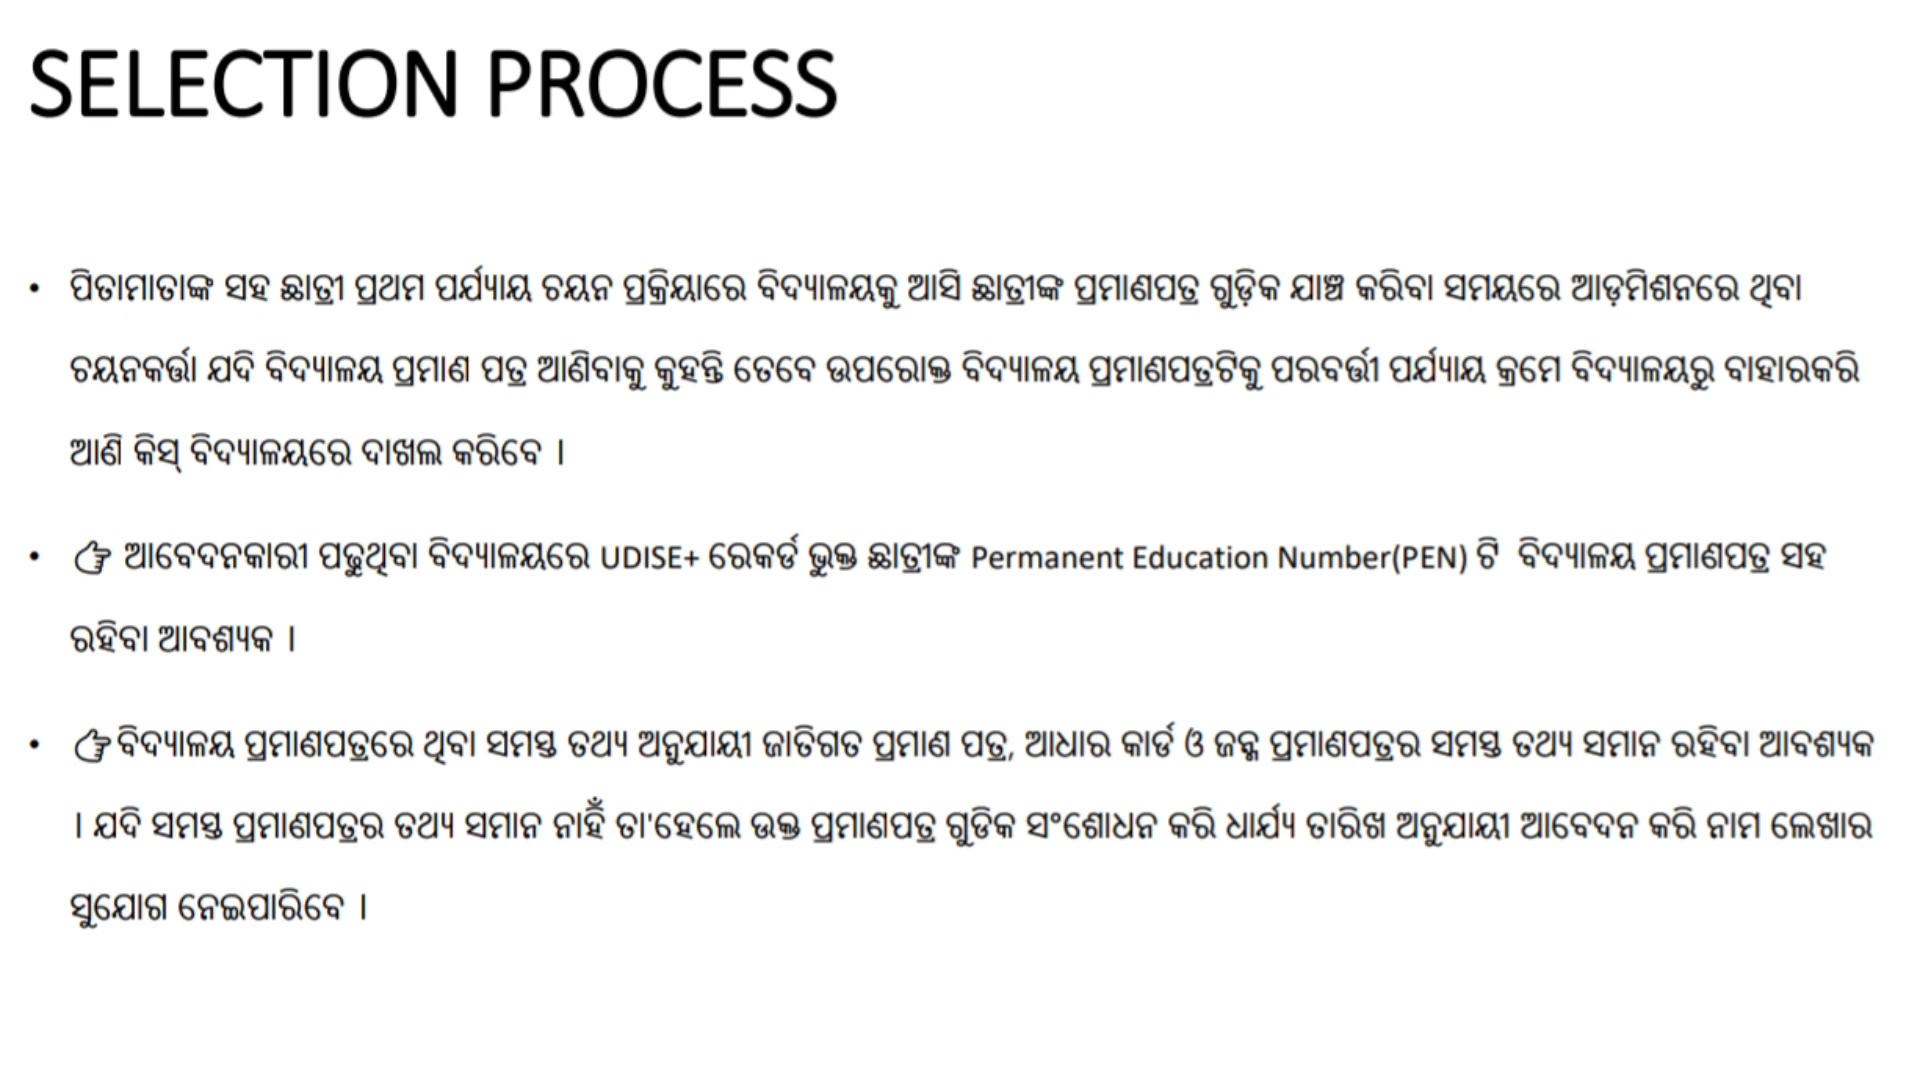 SELECTION PROCESS
• ପିତାମାତାଙ୍କ ସହ ଛାତ୍ରୀ ପ୍ରଥମ ପର୍ଯ୍ୟାୟ ଚୟନ ପ୍ରକ୍ରିୟାରେ ବିଦ୍ୟାଳୟକୁ ଆସି ଛାତ୍ରୀଙ୍କ ପ୍ରମାଣପତ୍ର ଗୁଡ଼ିକ ଯାଞ୍ଚ କରିବା ସମୟରେ ଆଡ଼ମିଶନରେ ଥିବା
ଚୟନକର୍ତ୍ତା ଯଦି ବିଦ୍ୟାଳୟ ପ୍ରମାଣ ପତ୍ର ଆଣିବାକୁ କୁହନ୍ତି ତେବେ ଉପରୋକ୍ତ ବିଦ୍ୟାଳୟ ପ୍ରମାଣପତ୍ରଟିକୁ ପରବର୍ତ୍ତୀ ପର୍ଯ୍ୟାୟ କ୍ରମେ ବିଦ୍ୟାଳୟରୁ ବାହାରକରି
ଆଣି କିସ୍ ବିଦ୍ୟାଳୟରେ ଦାଖଲ କରିବେ ।
• 👉 ଆବେଦନକାରୀ ପଢୁଥିବା ବିଦ୍ୟାଳୟରେ UDISE+ ରେକର୍ଡ ଭୁକ୍ତ ଛାତ୍ରୀଙ୍କ Permanent Education Number(PEN) ଟି ବିଦ୍ୟାଳୟ ପ୍ରମାଣପତ୍ର ସହ
ରହିବା ଆବଶ୍ୟକ ।
• 👉ବିଦ୍ୟାଳୟ ପ୍ରମାଣପତ୍ରରେ ଥିବା ସମସ୍ତ ତଥ୍ୟ ଅନୁଯାୟୀ ଜାତିଗତ ପ୍ରମାଣ ପତ୍ର, ଆଧାର କାର୍ଡ ଓ ଜନ୍ମ ପ୍ରମାଣପତ୍ରର ସମସ୍ତ ତଥ୍ୟ ସମାନ ରହିବା ଆବଶ୍ୟକ
। ଯଦି ସମସ୍ତ ପ୍ରମାଣପତ୍ରର ତଥ୍ୟ ସମାନ ନାହିଁ ତା'ହେଲେ ଉକ୍ତ ପ୍ରମାଣପତ୍ର ଗୁଡିକ ସଂଶୋଧନ କରି ଧାର୍ଯ୍ୟ ତାରିଖ ଅନୁଯାୟୀ ଆବେଦନ କରି ନାମ ଲେଖାର
ସୁଯୋଗ ନେଇପାରିବେ ।